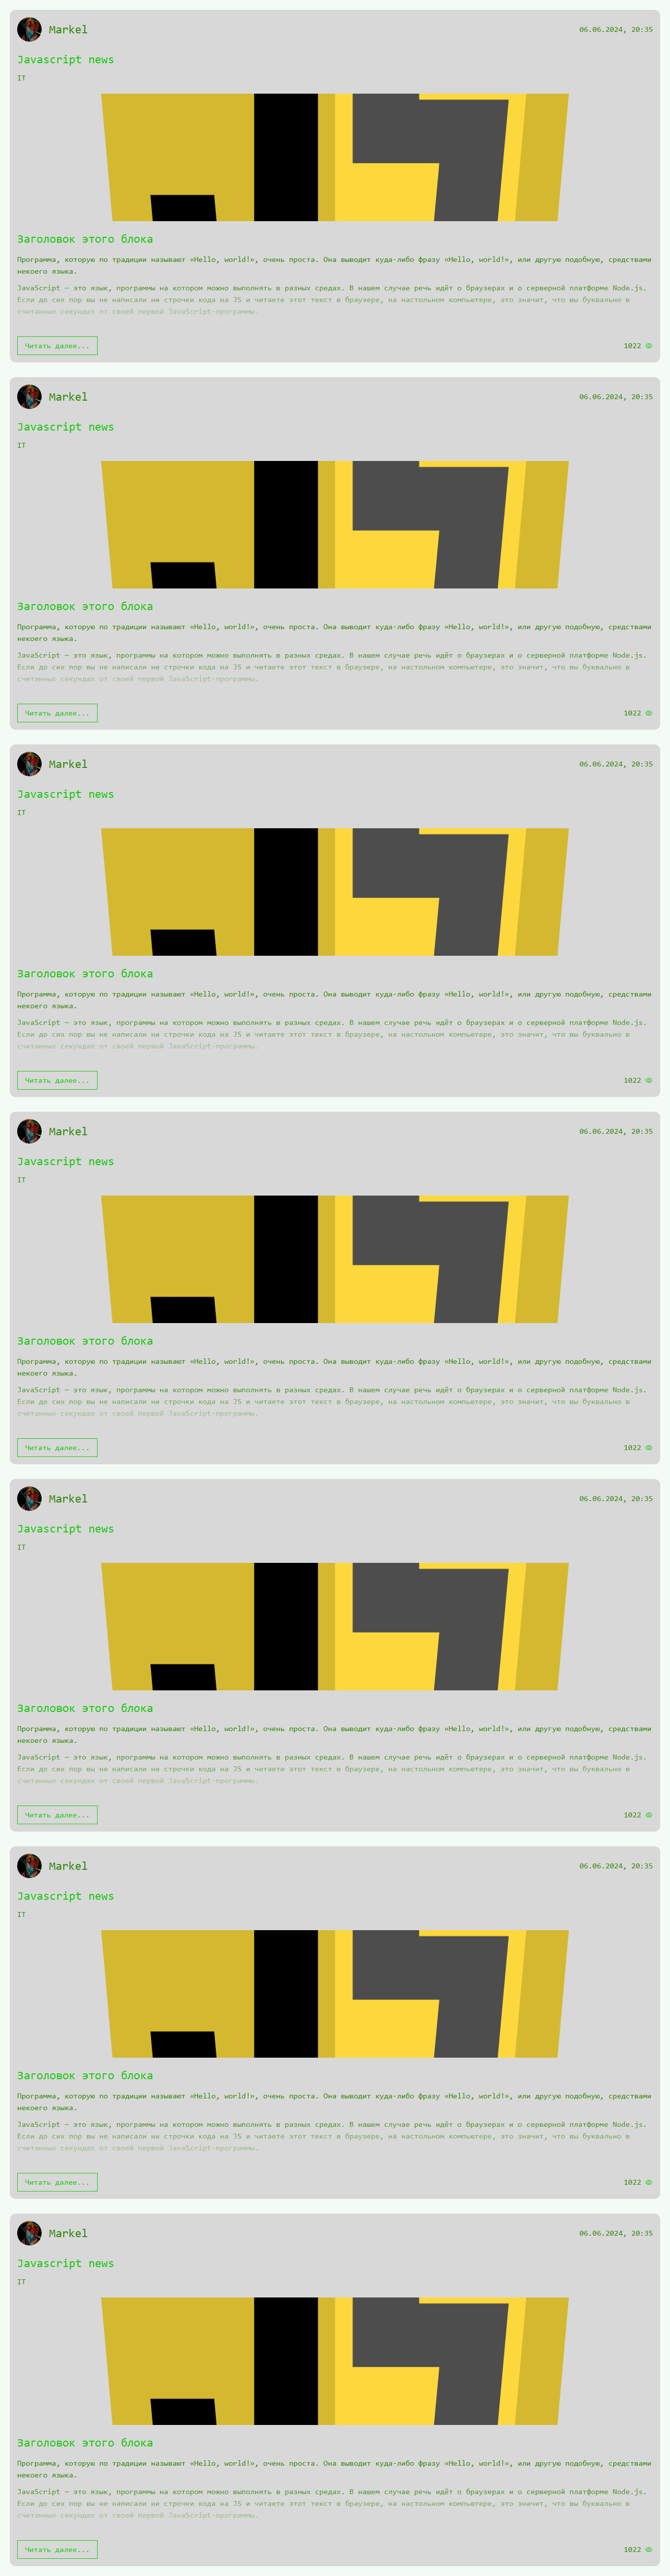 Markel 06.06.2024, 20:35
Javascript news
IT
Заголовок этого блока
Программа, которую по традиции называют «Hello, world!», очень проста. Она выводит куда-либо фразу «Hello, world!», или другую подобную, средствами
некоего языка.
JavaScript — это язык, программы на котором можно выполнять в разных средах. В нашем случае речь идёт о браузерах и о серверной платформе Node.js.
Если до сих пор вы не написали ни строчки кода на JS и читаете этот текст в браузере, на настольном компьютере, это значит, что вы буквально в
считанных секундах от своей первой JavaScript-программы.
Читать далее... 1022
Markel 06.06.2024, 20:35
Javascript news
IT
Заголовок этого блока
Программа, которую по традиции называют «Hello, world!», очень проста. Она выводит куда-либо фразу «Hello, world!», или другую подобную, средствами
некоего языка.
JavaScript — это язык, программы на котором можно выполнять в разных средах. В нашем случае речь идёт о браузерах и о серверной платформе Node.js.
Если до сих пор вы не написали ни строчки кода на JS и читаете этот текст в браузере, на настольном компьютере, это значит, что вы буквально в
считанных секундах от своей первой JavaScript-программы.
Читать далее... 1022
Markel 06.06.2024, 20:35
Javascript news
IT
Заголовок этого блока
Программа, которую по традиции называют «Hello, world!», очень проста. Она выводит куда-либо фразу «Hello, world!», или другую подобную, средствами
некоего языка.
JavaScript — это язык, программы на котором можно выполнять в разных средах. В нашем случае речь идёт о браузерах и о серверной платформе Node.js.
Если до сих пор вы не написали ни строчки кода на JS и читаете этот текст в браузере, на настольном компьютере, это значит, что вы буквально в
считанных секундах от своей первой JavaScript-программы.
Читать далее... 1022
Markel 06.06.2024, 20:35
Javascript news
IT
Заголовок этого блока
Программа, которую по традиции называют «Hello, world!», очень проста. Она выводит куда-либо фразу «Hello, world!», или другую подобную, средствами
некоего языка.
JavaScript — это язык, программы на котором можно выполнять в разных средах. В нашем случае речь идёт о браузерах и о серверной платформе Node.js.
Если до сих пор вы не написали ни строчки кода на JS и читаете этот текст в браузере, на настольном компьютере, это значит, что вы буквально в
считанных секундах от своей первой JavaScript-программы.
Читать далее... 1022
Markel 06.06.2024, 20:35
Javascript news
IT
Заголовок этого блока
Программа, которую по традиции называют «Hello, world!», очень проста. Она выводит куда-либо фразу «Hello, world!», или другую подобную, средствами
некоего языка.
JavaScript — это язык, программы на котором можно выполнять в разных средах. В нашем случае речь идёт о браузерах и о серверной платформе Node.js.
Если до сих пор вы не написали ни строчки кода на JS и читаете этот текст в браузере, на настольном компьютере, это значит, что вы буквально в
считанных секундах от своей первой JavaScript-программы.
Читать далее... 1022
Markel 06.06.2024, 20:35
Javascript news
IT
Заголовок этого блока
Программа, которую по традиции называют «Hello, world!», очень проста. Она выводит куда-либо фразу «Hello, world!», или другую подобную, средствами
некоего языка.
JavaScript — это язык, программы на котором можно выполнять в разных средах. В нашем случае речь идёт о браузерах и о серверной платформе Node.js.
Если до сих пор вы не написали ни строчки кода на JS и читаете этот текст в браузере, на настольном компьютере, это значит, что вы буквально в
считанных секундах от своей первой JavaScript-программы.
Читать далее... 1022
Markel 06.06.2024, 20:35
Javascript news
IT
Заголовок этого блока
Программа, которую по традиции называют «Hello, world!», очень проста. Она выводит куда-либо фразу «Hello, world!», или другую подобную, средствами
некоего языка.
JavaScript — это язык, программы на котором можно выполнять в разных средах. В нашем случае речь идёт о браузерах и о серверной платформе Node.js.
Если до сих пор вы не написали ни строчки кода на JS и читаете этот текст в браузере, на настольном компьютере, это значит, что вы буквально в
считанных секундах от своей первой JavaScript-программы.
Читать далее... 1022